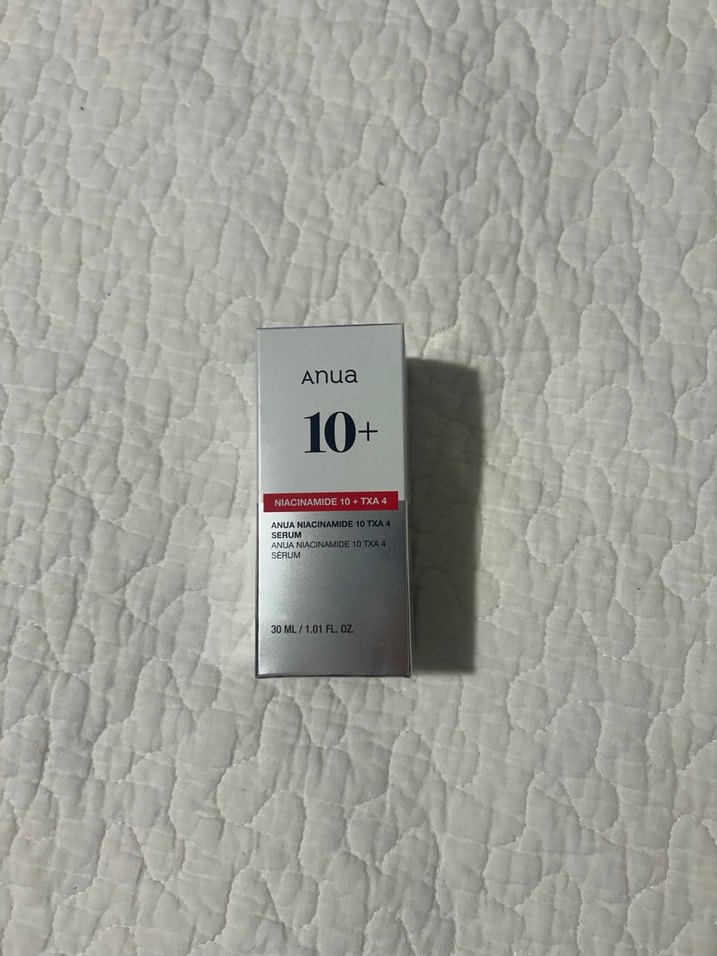 Anua
10+
NIACINAMIDE 10 + TXA 4
ANUA NIACINAMIDE 10 TXA 4
SERUM
ANUA NIACINAMIDE 10 TXA 4
SÉRUM
30 ML / 1.01 FL. OZ.